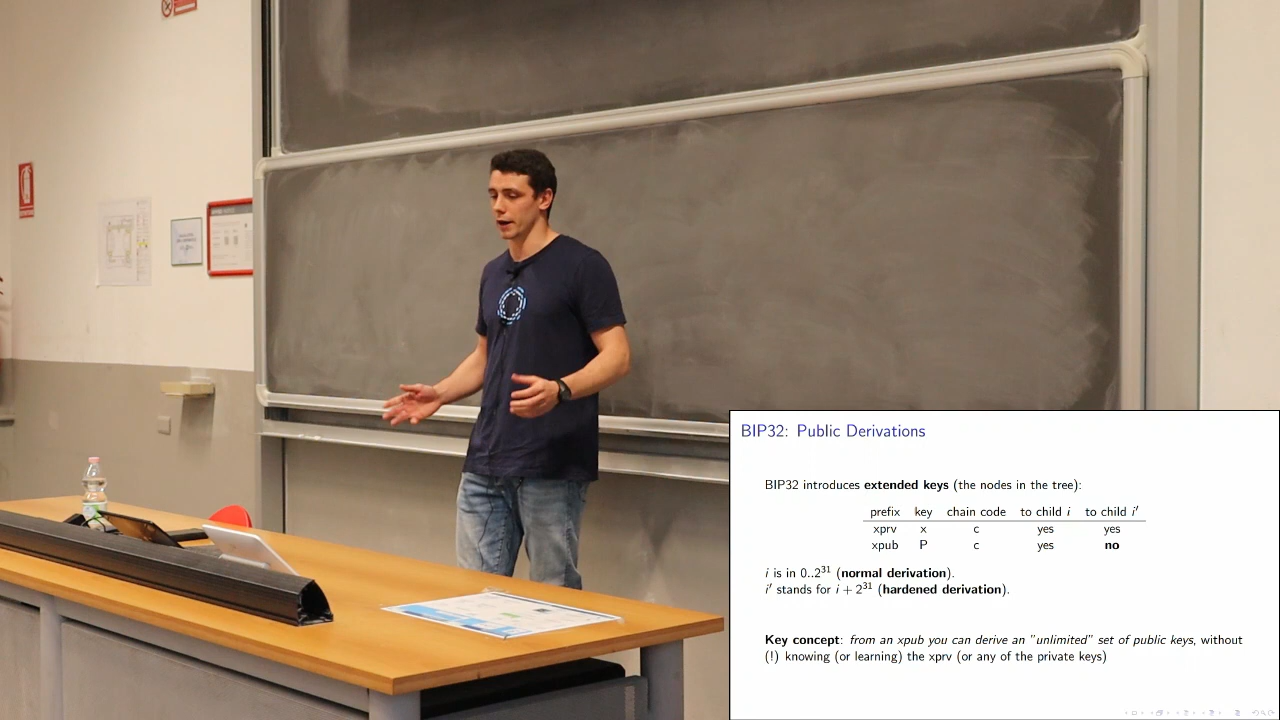 BIP32: Public Derivations
BIP32 introduces extended keys (the nodes in the tree):
prefix key chain code to child i to child i′
xprv x c yes yes
xpub P c yes no
i is in 0..2³¹ (normal derivation).
i′ stands for i + 2³¹ (hardened derivation).
Key concept: from an xpub you can derive an "unlimited" set of public keys, without
(!) knowing (or learning) the xprv (or any of the private keys)